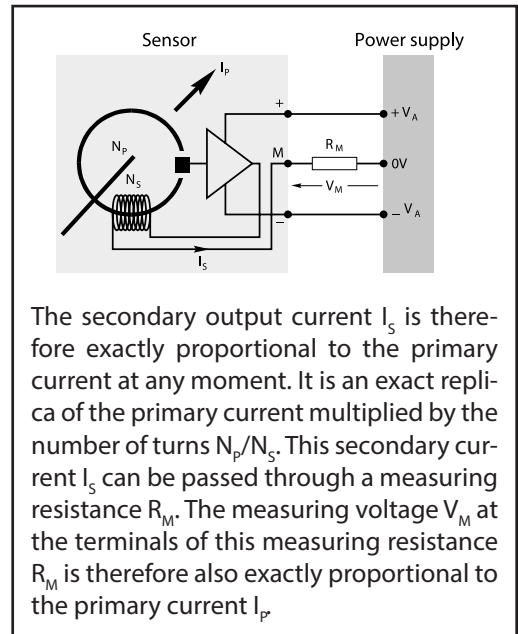 Sensor Power supply
I_P
+ + V_A
N_P
M R_M 0V
N_S
V_M
− − V_A
I_S
The secondary output current I_S is there-
fore exactly proportional to the primary
current at any moment. It is an exact repli-
ca of the primary current multiplied by the
number of turns N_P/N_S. This secondary cur-
rent I_S can be passed through a measuring
resistance R_M. The measuring voltage V_M at
the terminals of this measuring resistance
R_M is therefore also exactly proportional to
the primary current I_P.